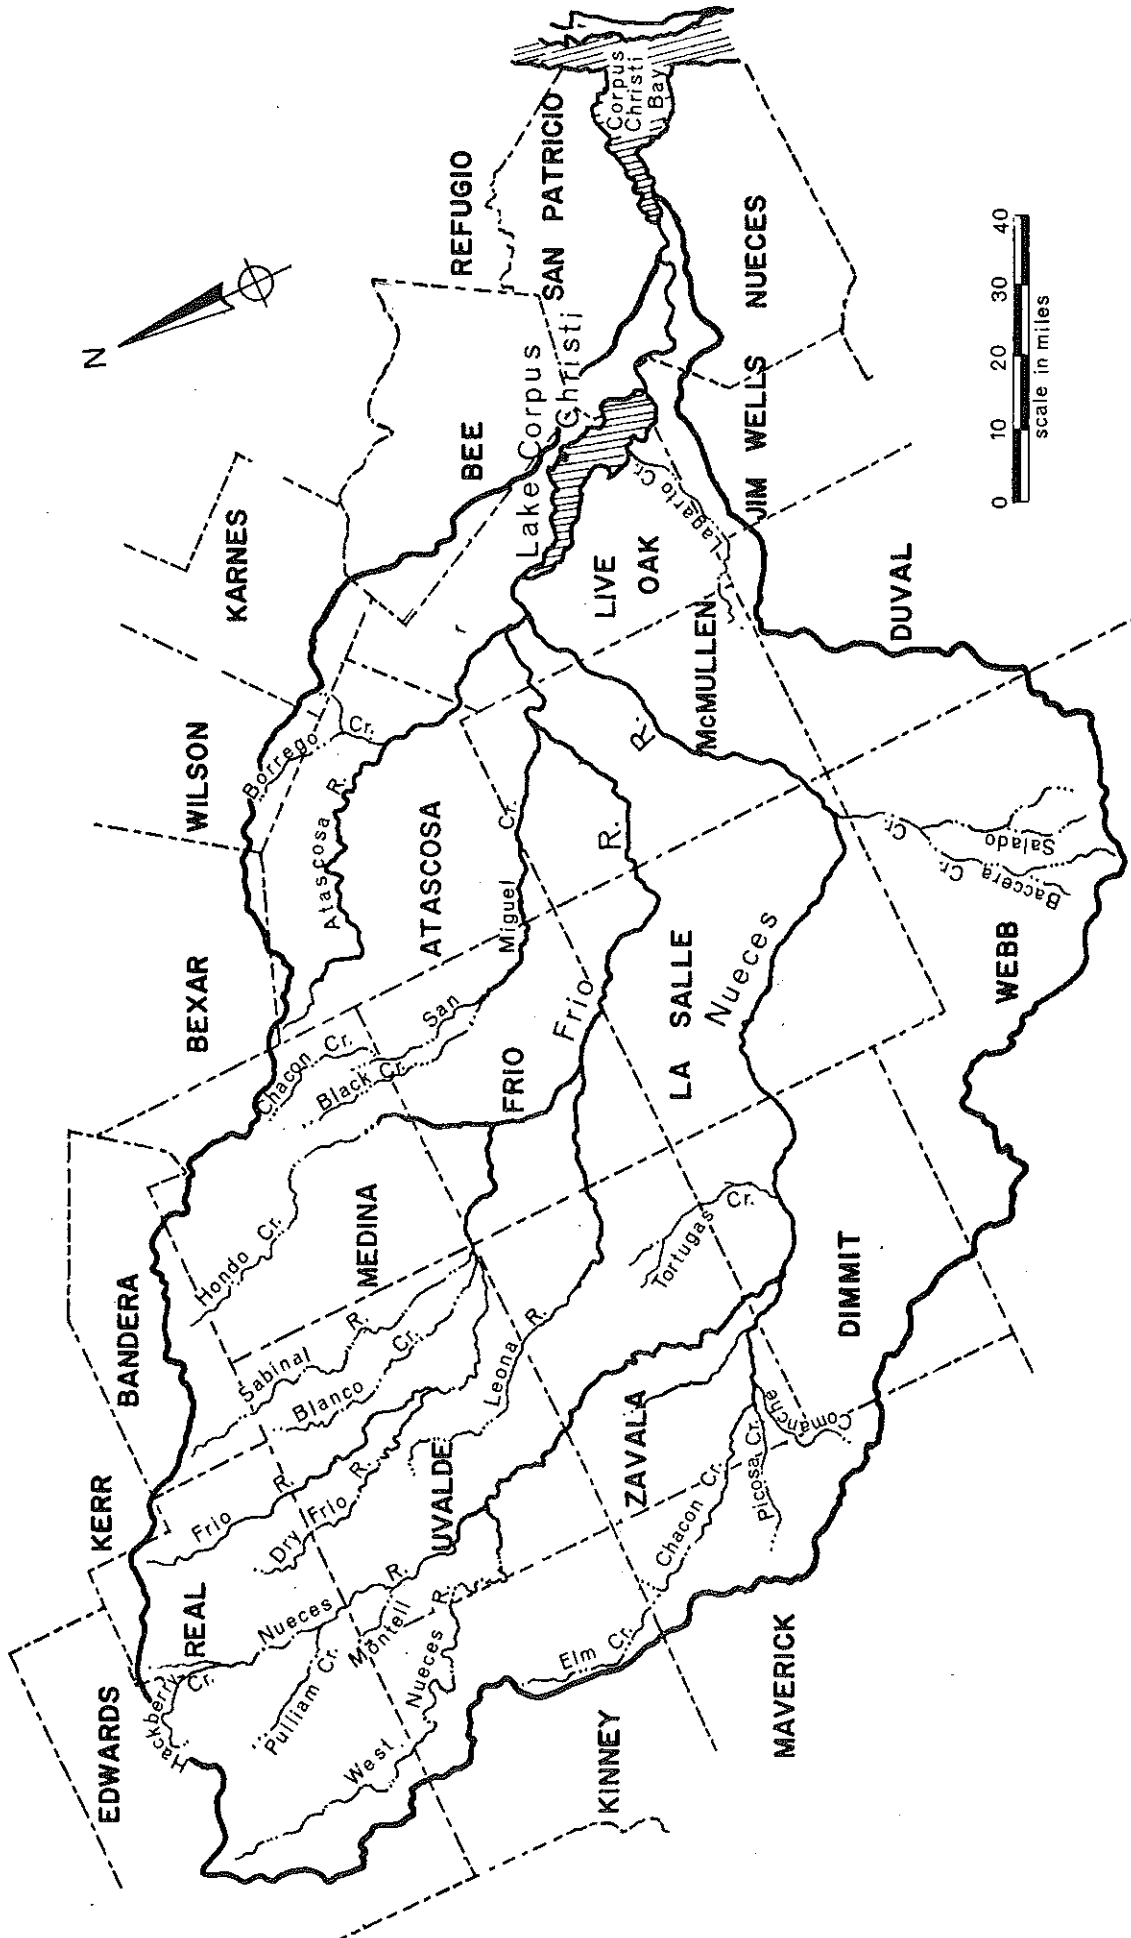 N
EDWARDS
KERR
BANDERA
BEXAR
WILSON
KARNES
REFUGIO
BEE
SAN PATRICIO
Corpus
Christi
Bay
Lake Corpus
Christi
REAL
Hackberry
Cr.
Nueces
R.
Pulliam Cr.
Montell
West Nueces R.
Frio R.
Dry Frio R.
Sabinal R.
Blanco Cr.
Hondo Cr.
Chacon Cr.
Black Cr.
San Miguel Cr.
Atascosa R.
Borrego Cr.
UVALDE
MEDINA
ATASCOSA
Leona R.
FRIO
Frio R.
LIVE
OAK
Lagarto Cr.
McMULLEN
JIM WELLS
NUECES
KINNEY
Elm Cr.
MAVERICK
ZAVALA
Chacon Cr.
Picosa Cr.
Comanche
Tortugas Cr.
DIMMIT
LA SALLE
Nueces R.
WEBB
Baccera Cr.
Salado Cr.
DUVAL
0 10 20 30 40
scale in miles